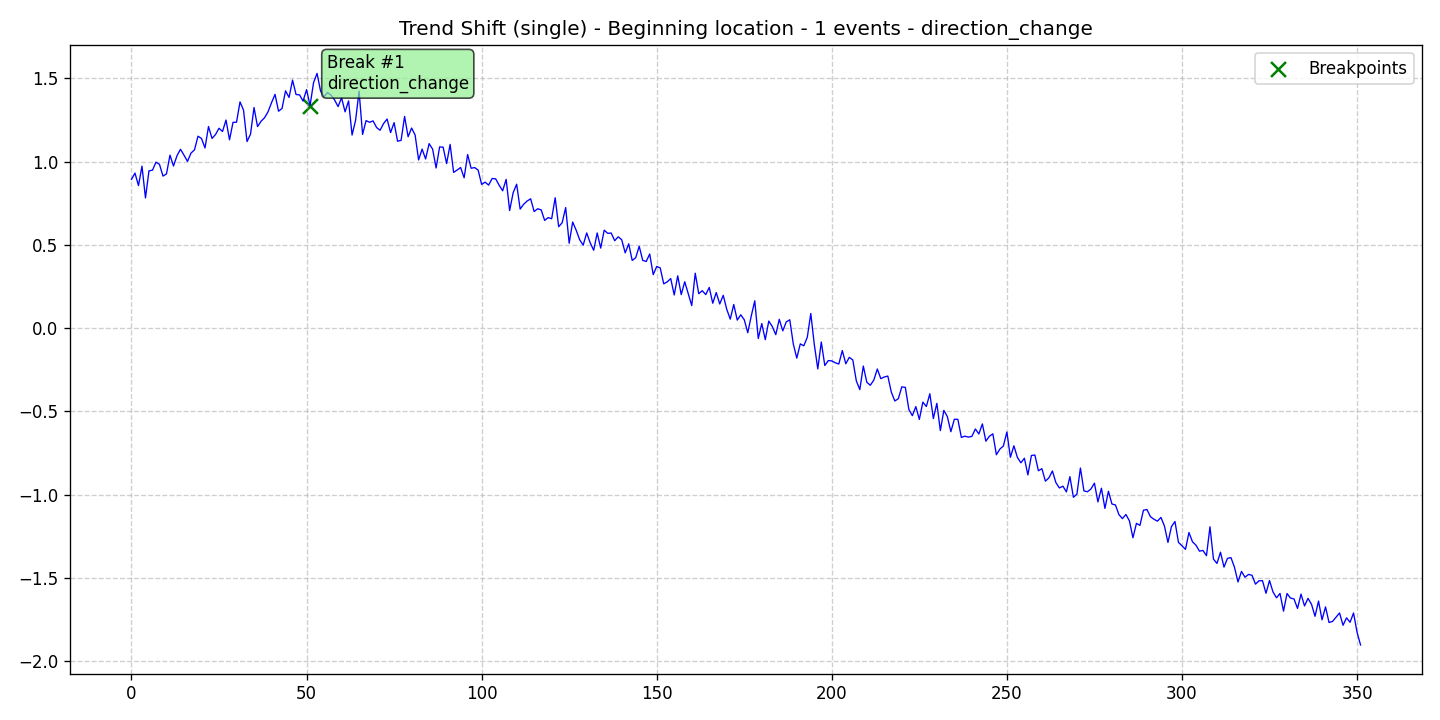 Trend Shift (single) - Beginning location - 1 events - direction_change
Break #1
direction_change
Breakpoints
1.5
1.0
0.5
0.0
−0.5
−1.0
−1.5
−2.0
0 50 100 150 200 250 300 350